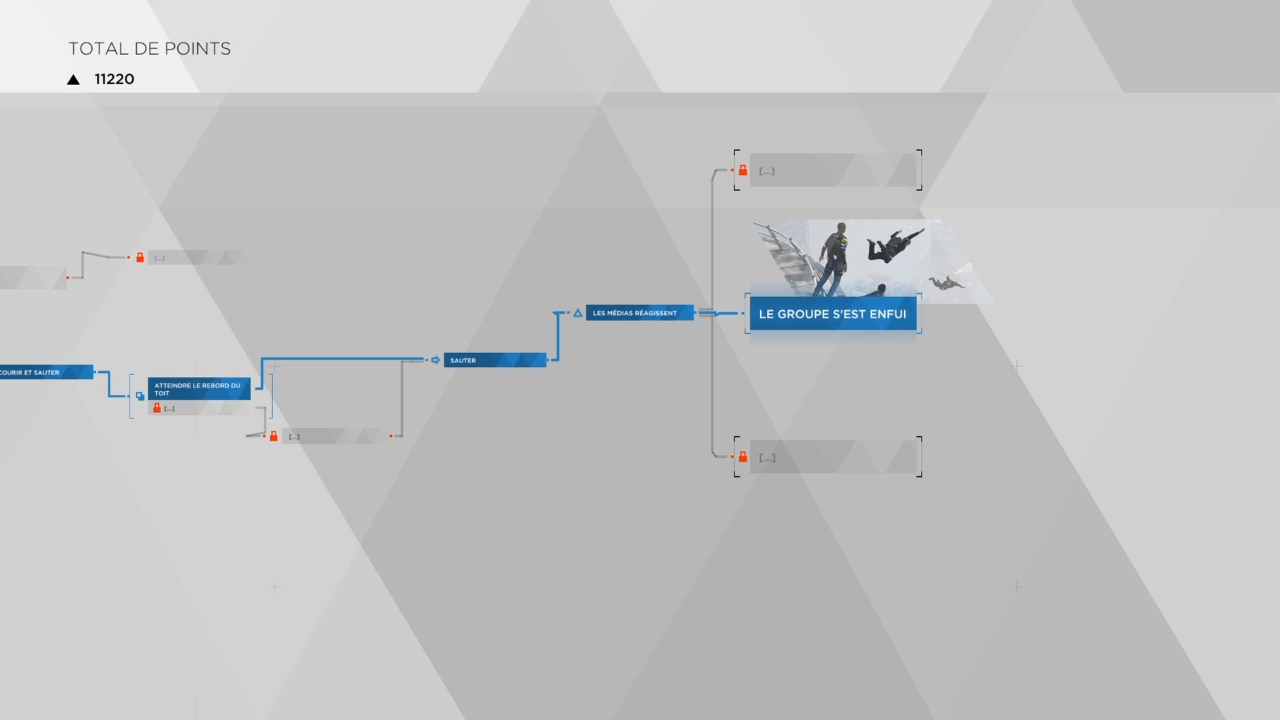 TOTAL DE POINTS
11220
[...]
[...]
LE GROUPE S'EST ENFUI
LES MÉDIAS RÉAGISSENT
SAUTER
COURIR ET SAUTER
ATTEINDRE LE REBORD DU
TOIT
[...]
[...]
[...]